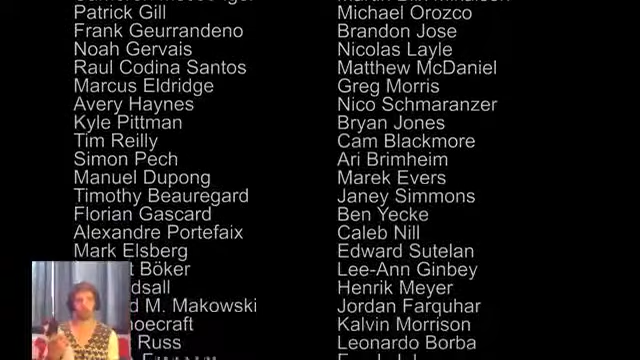 Patrick Gill
Frank Geurrandeno
Noah Gervais
Raul Codina Santos
Marcus Eldridge
Avery Haynes
Kyle Pittman
Tim Reilly
Simon Pech
Manuel Dupong
Timothy Beauregard
Florian Gascard
Alexandre Portefaix
Mark Elsberg
Böker
M. Makowski
Russ
Michael Orozco
Brandon Jose
Nicolas Layle
Matthew McDaniel
Greg Morris
Nico Schmaranzer
Bryan Jones
Cam Blackmore
Ari Brimheim
Marek Evers
Janey Simmons
Ben Yecke
Caleb Nill
Edward Sutelan
Lee-Ann Ginbey
Henrik Meyer
Jordan Farquhar
Kalvin Morrison
Leonardo Borba